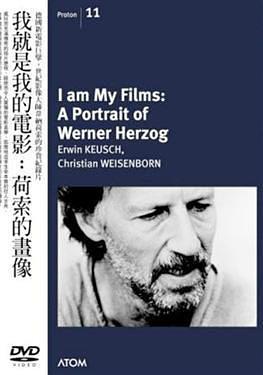 Proton 11
I am My Films:
A Portrait of
Werner Herzog
Erwin KEUSCH,
Christian WEISENBORN
我就是我的電影：荷索的畫像
DVD
VIDEO
ATOM